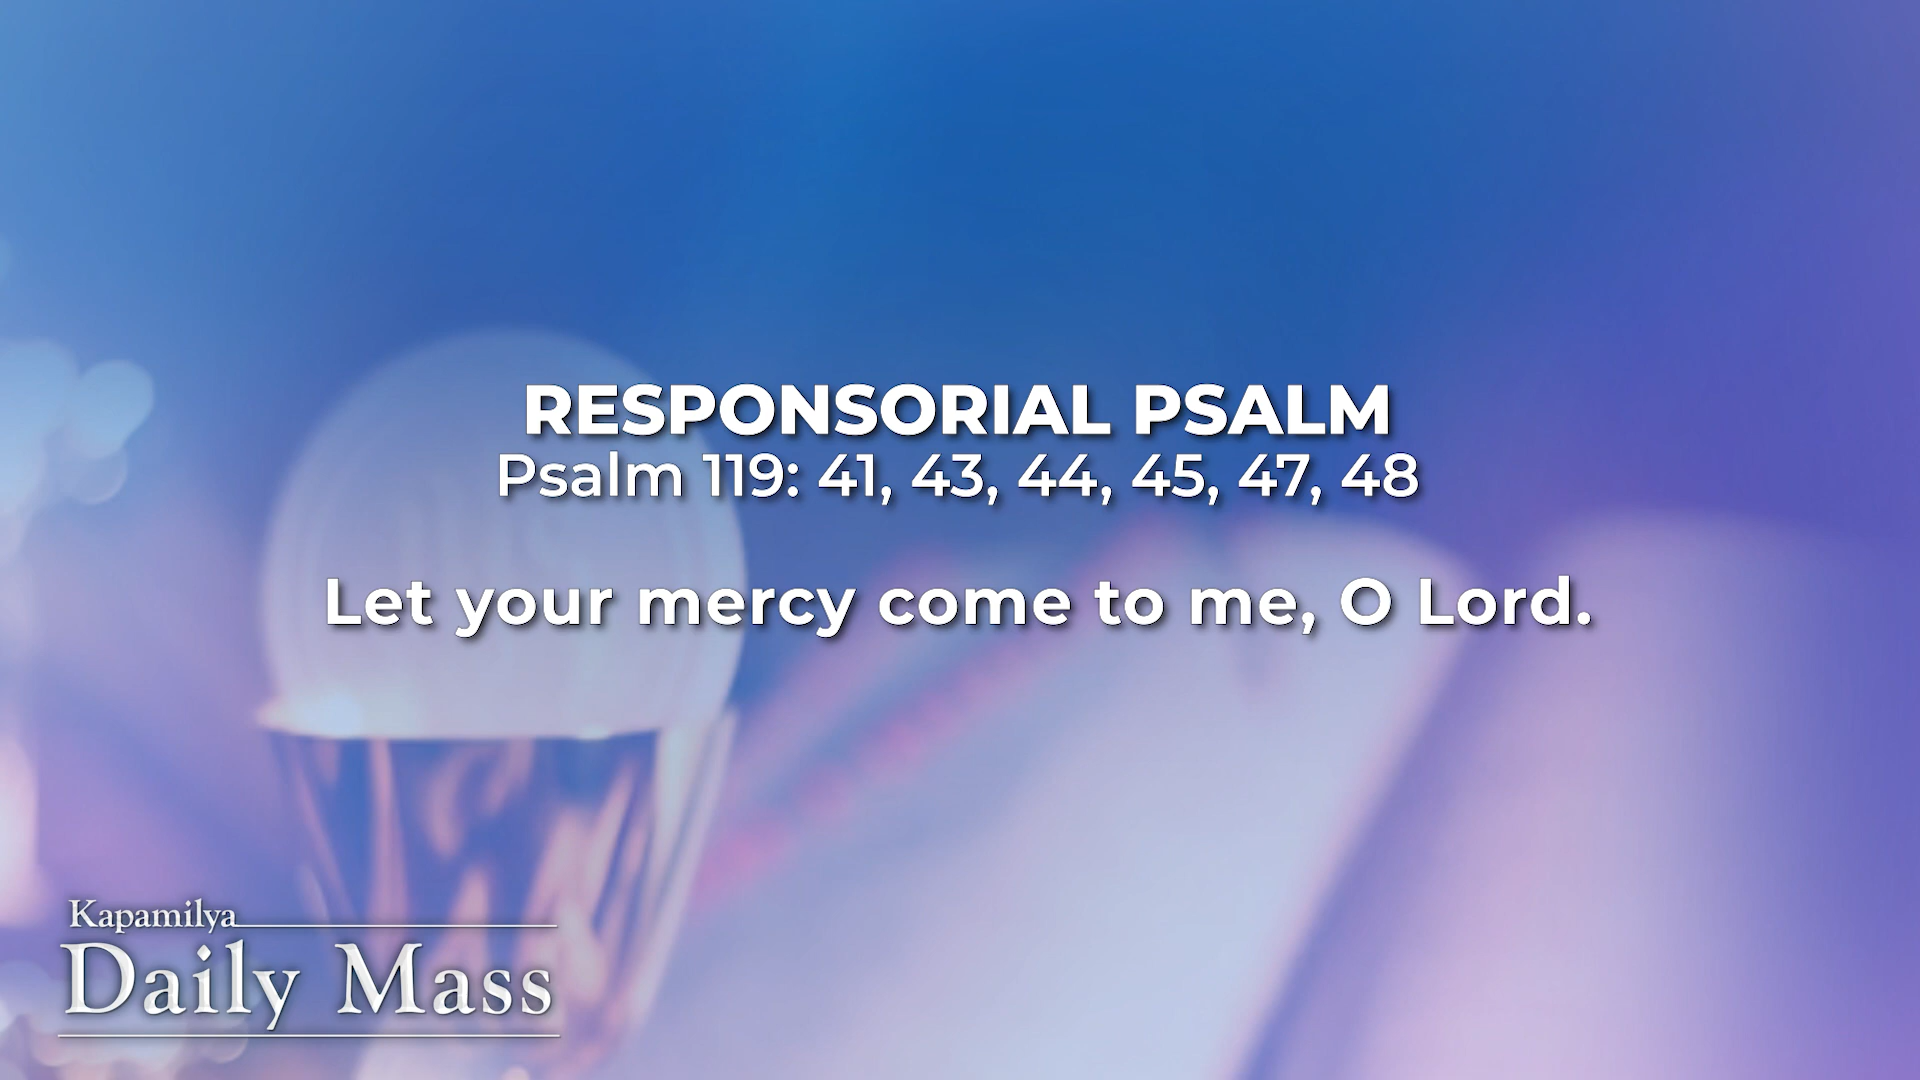 RESPONSORIAL PSALM
Psalm 119: 41, 43, 44, 45, 47, 48
Let your mercy come to me, O Lord.
Kapamilya
Daily Mass